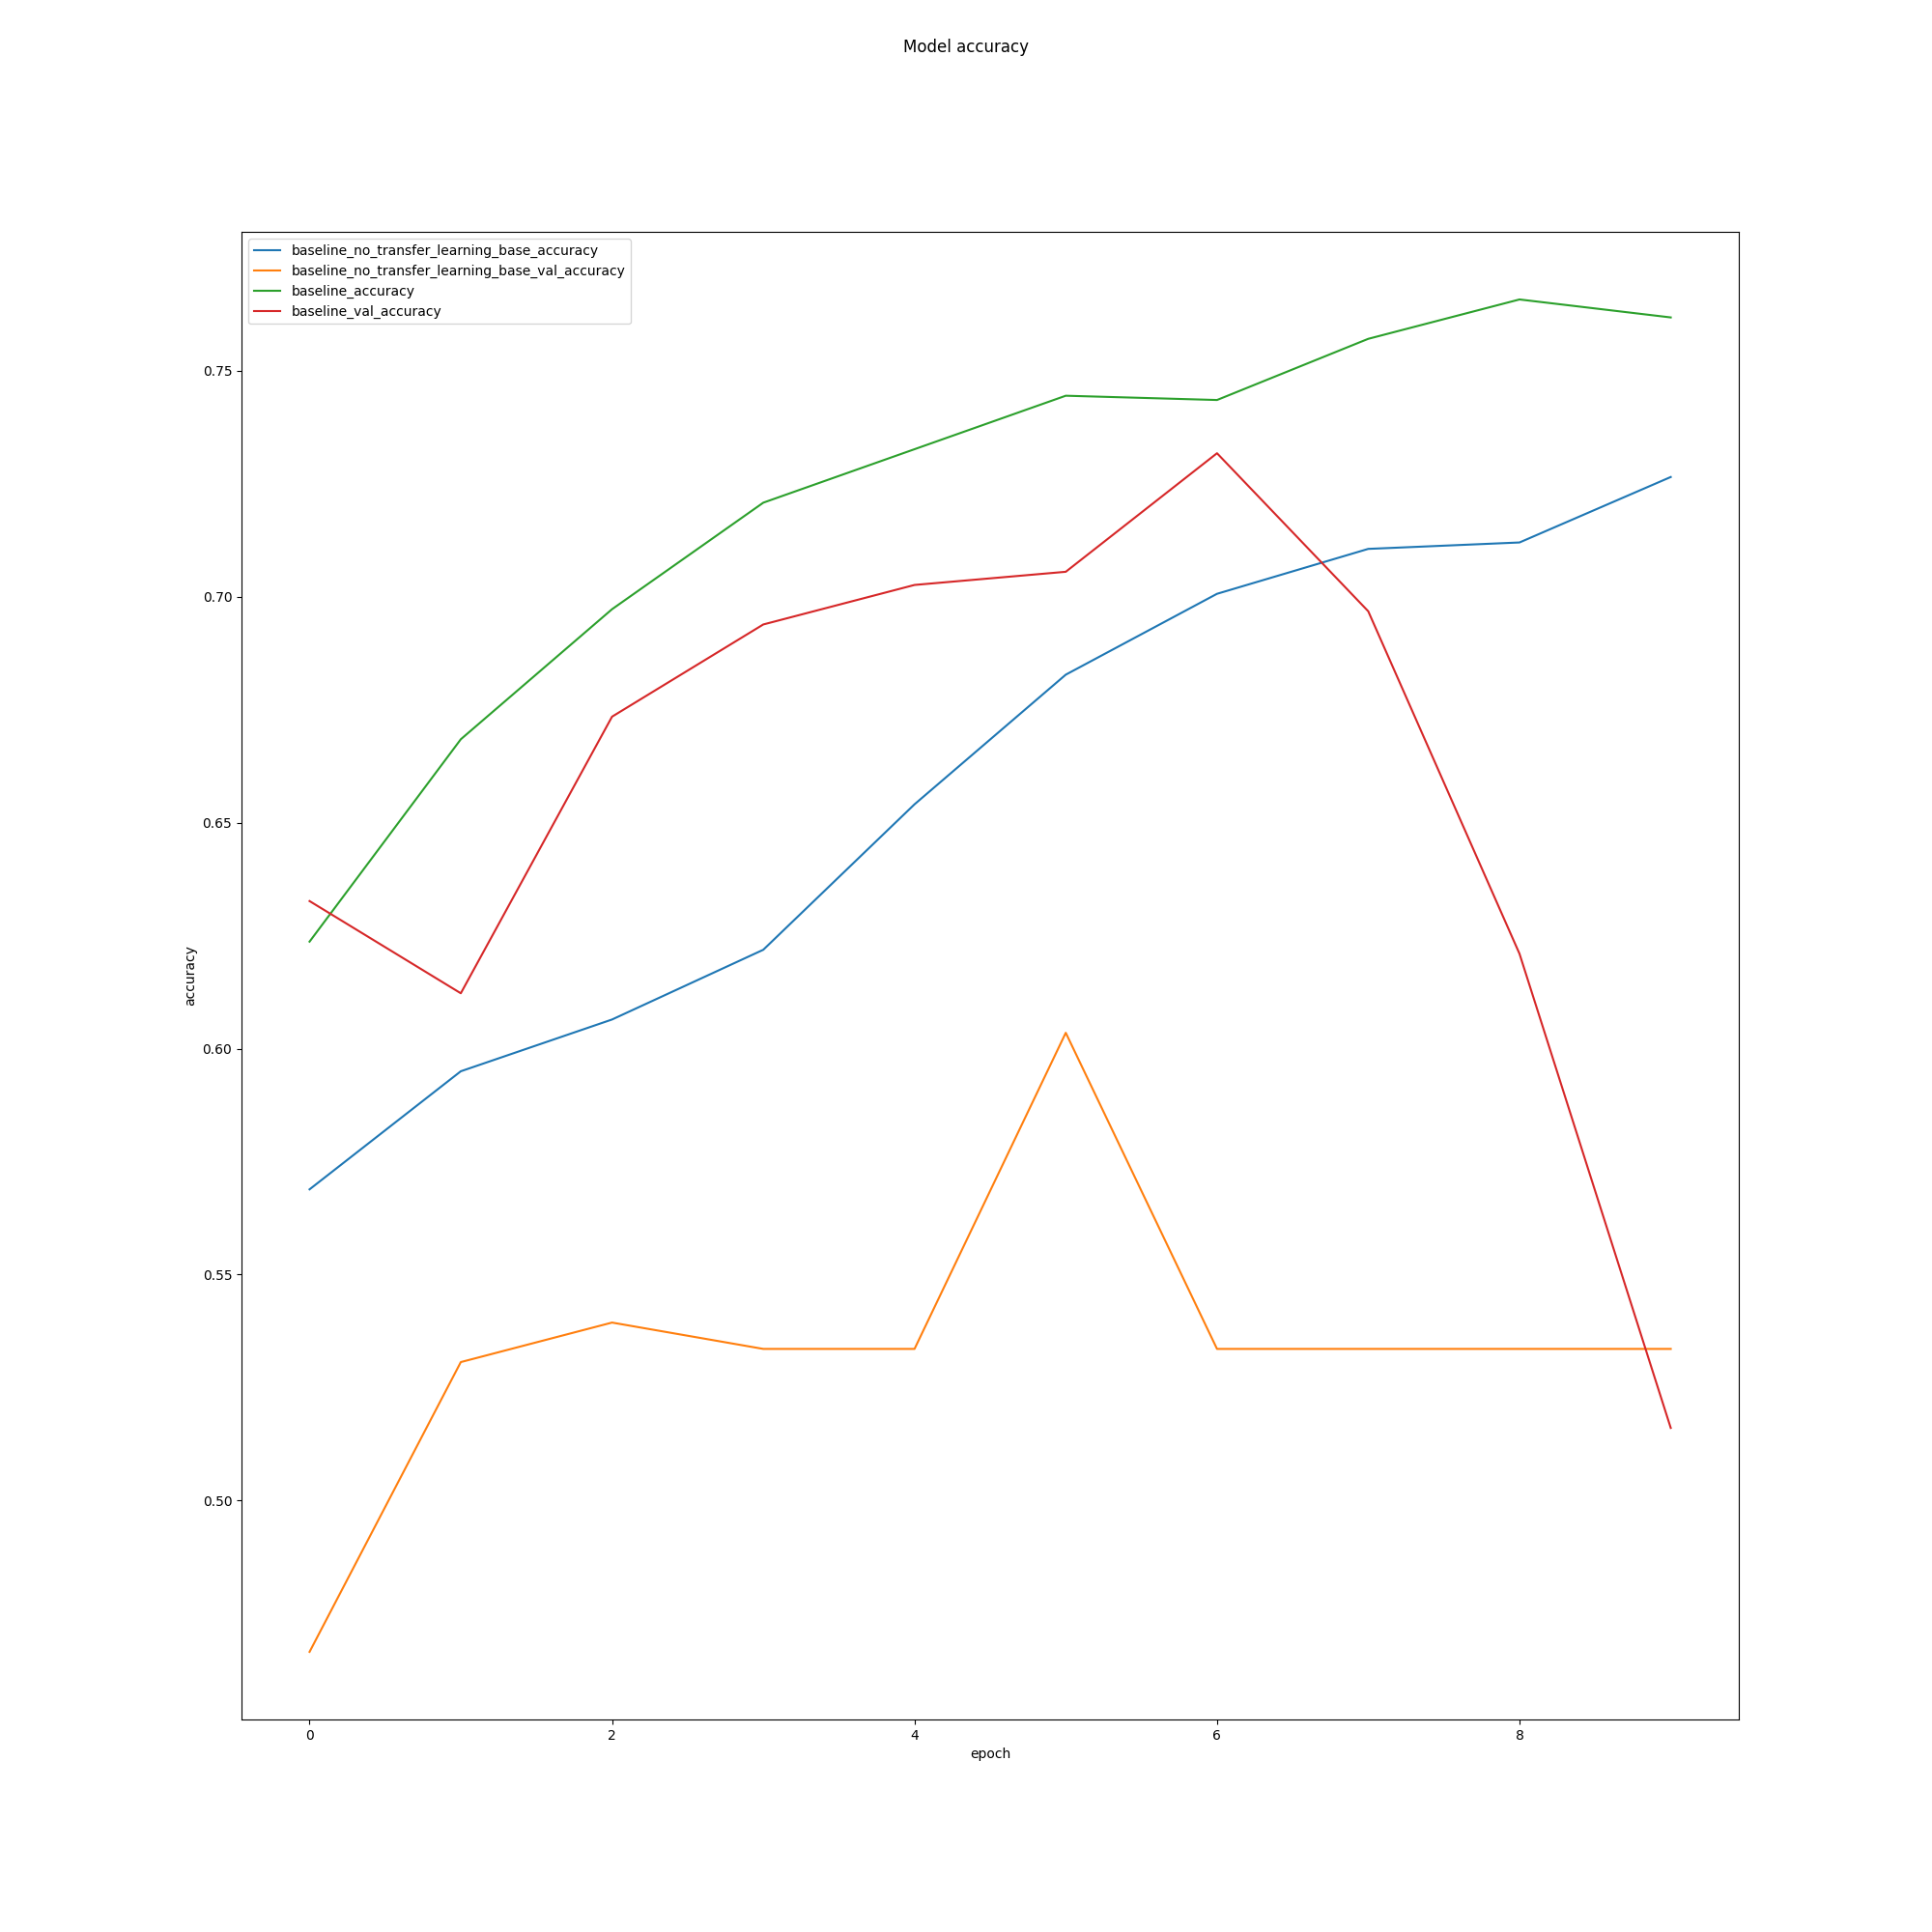 Model accuracy
baseline_no_transfer_learning_base_accuracy
baseline_no_transfer_learning_base_val_accuracy
baseline_accuracy
baseline_val_accuracy
0.75
0.70
0.65
0.60
0.55
0.50
accuracy
0 2 4 6 8
epoch